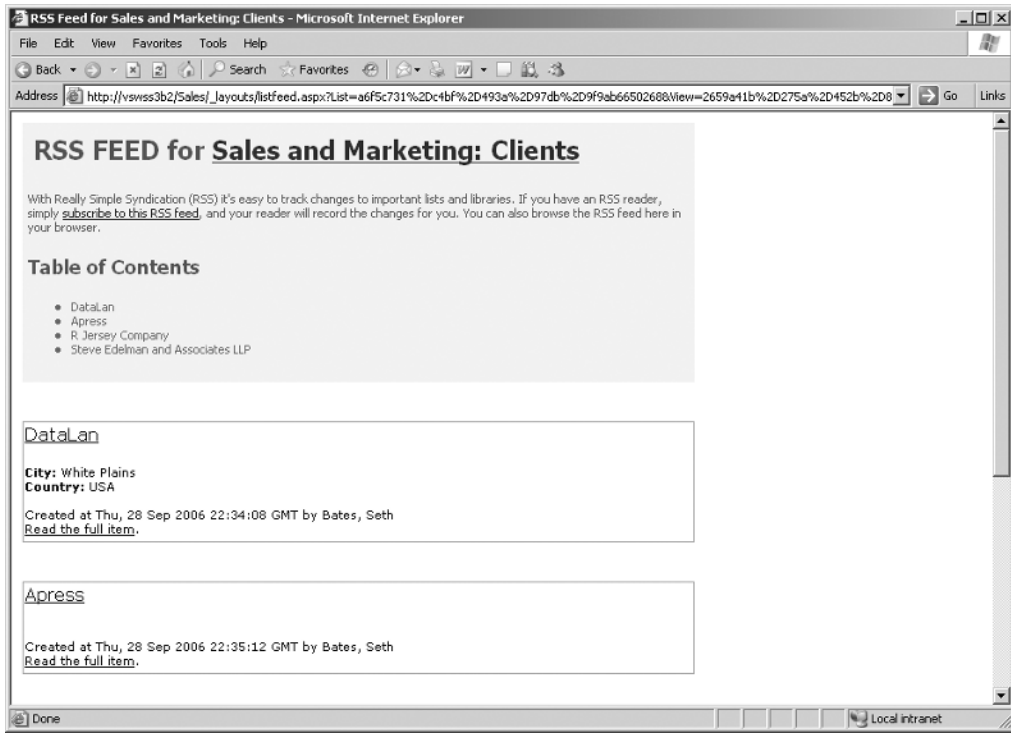 RSS Feed for Sales and Marketing: Clients - Microsoft Internet Explorer
File Edit View Favorites Tools Help
Back Search Favorites
Address http://vswss3b2/Sales/_layouts/listfeed.aspx?List=a6f5c731%2Dc4bf%2D493a%2D97db%2D9f9ab6650268&View=2659a41b%2D275a%2D452b%2D8 Go Links
RSS FEED for Sales and Marketing: Clients
With Really Simple Syndication (RSS) it's easy to track changes to important lists and libraries. If you have an RSS reader,
simply subscribe to this RSS feed, and your reader will record the changes for you. You can also browse the RSS feed here in
your browser.
Table of Contents
• DataLan
• Apress
• R Jersey Company
• Steve Edelman and Associates LLP
DataLan
City: White Plains
Country: USA
Created at Thu, 28 Sep 2006 22:34:08 GMT by Bates, Seth
Read the full item.
Apress
Created at Thu, 28 Sep 2006 22:35:12 GMT by Bates, Seth
Read the full item.
Done Local intranet